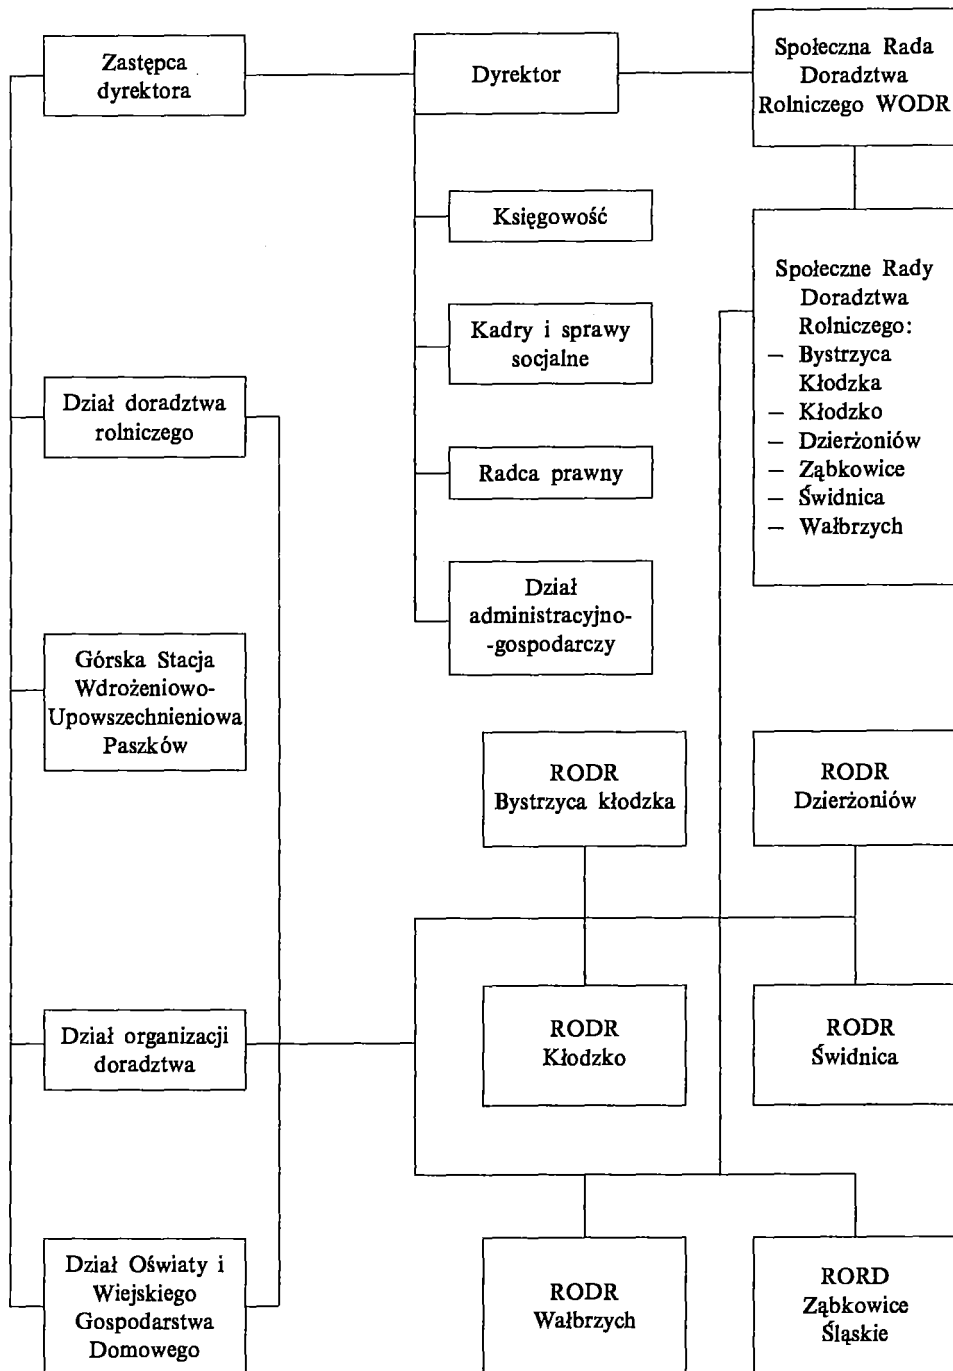 Zastępca
dyrektora
Dyrektor
Społeczna Rada
Doradztwa
Rolniczego WODR
Księgowość
Społeczne Rady
Doradztwa
Rolniczego:
— Bystrzyca
Kłodzka
— Kłodzko
— Dzierżoniów
— Ząbkowice
— Świdnica
— Wałbrzych
Kadry i sprawy
socjalne
Dział doradztwa
rolniczego
Radca prawny
Dział
administracyjno-
-gospodarczy
Górska Stacja
Wdrożeniowo-
Upowszechnieniowa
Paszków
RODR
Bystrzyca kłodzka
RODR
Dzierżoniów
Dział organizacji
doradztwa
RODR
Kłodzko
RODR
Świdnica
Dział Oświaty i
Wiejskiego
Gospodarstwa
Domowego
RODR
Wałbrzych
RORD
Ząbkowice
Śląskie